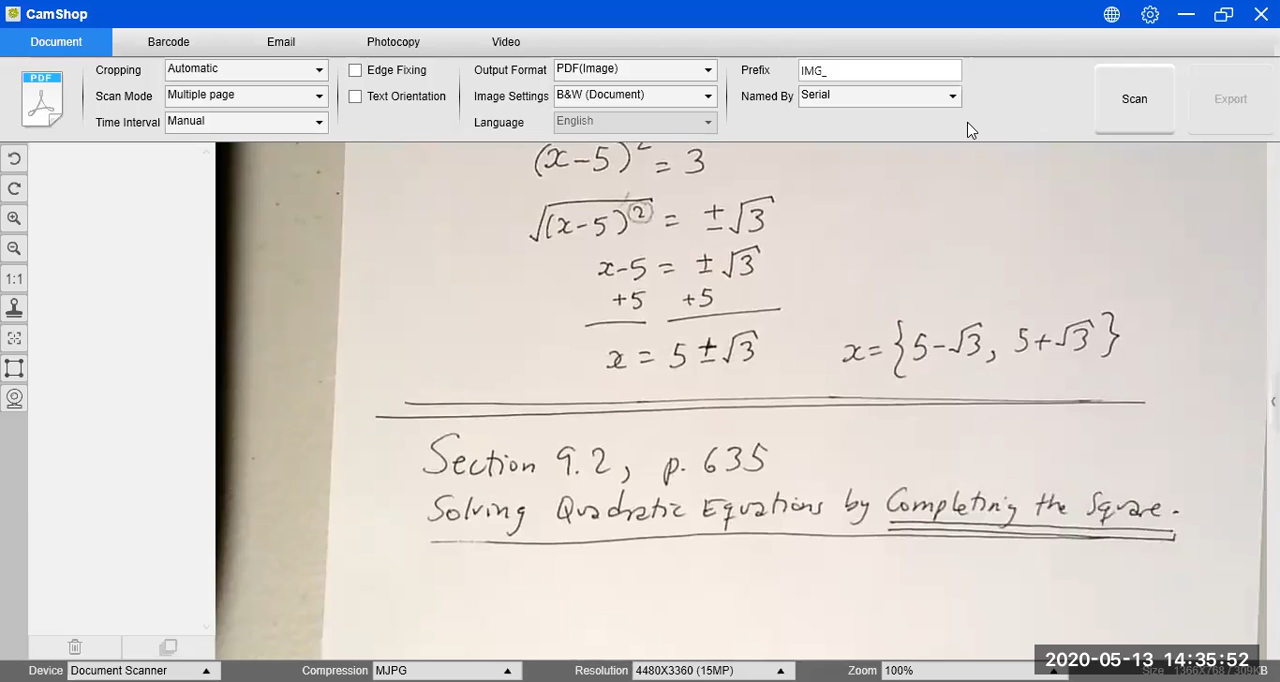 CamShop
Document Barcode Email Photocopy Video
PDF
Cropping Automatic Edge Fixing Output Format PDF(Image) Prefix IMG_
Scan Mode Multiple page Text Orientation Image Settings B&W (Document) Named By Serial Scan Export
Time Interval Manual Language English
1:1
(x-5)² = 3
√(x-5)² = ±√3
x-5 = ±√3
+5 +5
x = 5 ±√3 x= {5-√3, 5+√3}
Section 9.2, p. 635
Solving Quadratic Equations by Completing the Square.
Device Document Scanner Compression MJPG Resolution 4480X3360 (15MP) Zoom 100%
2020-05-13 14:35:52